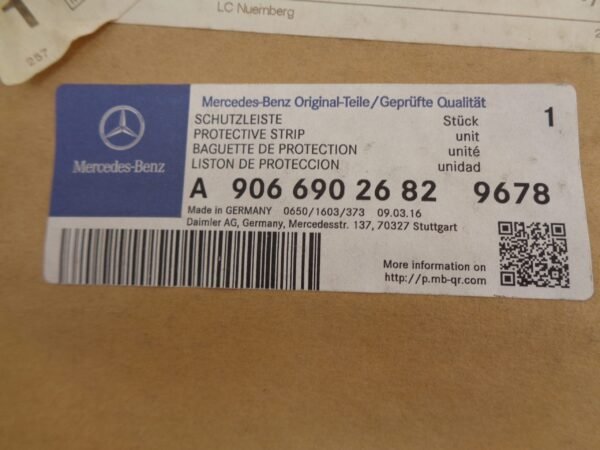 LC Nuernberg
257
Mercedes-Benz Original-Teile/Geprüfte Qualität
SCHUTZLEISTE Stück 1
PROTECTIVE STRIP unit
BAGUETTE DE PROTECTION unité
LISTON DE PROTECCION unidad
Mercedes-Benz
A 906 690 26 82 9678
Made in GERMANY 0650/1603/373 09.03.16
Daimler AG, Germany, Mercedesstr. 137, 70327 Stuttgart
More information on
http://p.mb-qr.com